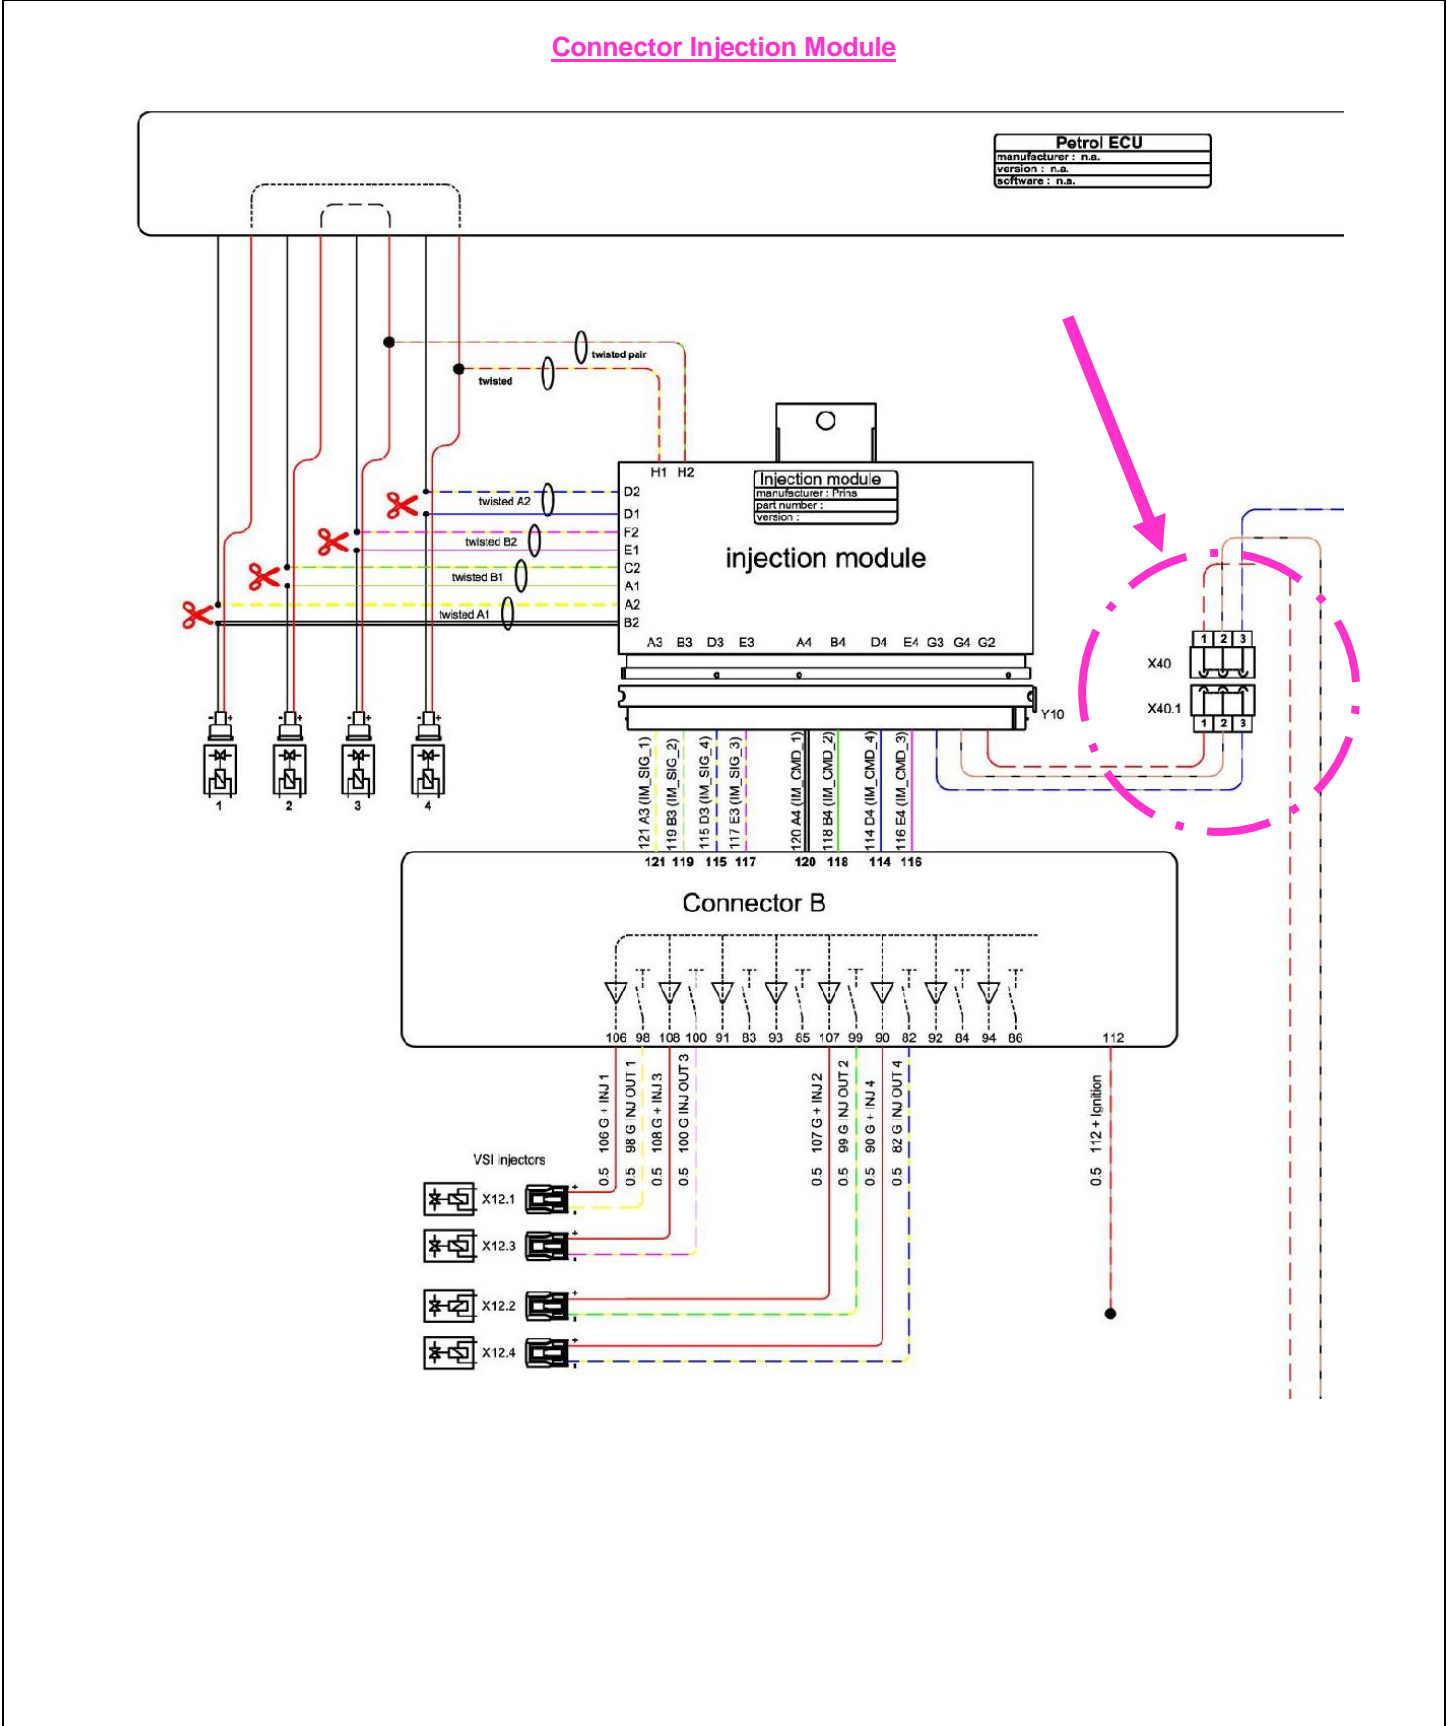 Connector Injection Module
Petrol ECU
manufacturer : n.a.
version : n.a.
software : n.a.
twisted pair
twisted
H1 H2
Injection module
manufacturer : Prins
part number :
version :
D2
twisted A2
D1
F2
twisted B2
E1
injection module
C2
twisted B1
A1
A2
twisted A1
B2
A3 B3 D3 E3 A4 B4 D4 E4 G3 G4 G2
1 2 3
X40
X40.1
1 2 3
Y10
- + - + - + - +
1 2 3 4
121 A3 (IM_SIG_1)
119 B3 (IM_SIG_2)
115 D3 (IM_SIG_4)
117 E3 (IM_SIG_3)
120 A4 (IM_CMD_1)
118 B4 (IM_CMD_2)
114 D4 (IM_CMD_4)
116 E4 (IM_CMD_3)
121 119 115 117 120 118 114 116
Connector B
106 98 108 100 91 83 93 85 107 99 90 82 92 84 94 86 112
0.5 106 G + INJ 1
0.5 98 G INJ OUT 1
0.5 108 G + INJ 3
0.5 100 G INJ OUT 3
0.5 107 G + INJ 2
0.5 99 G INJ OUT 2
0.5 90 G + INJ 4
0.5 82 G INJ OUT 4
0.5 112 + Ignition
VSI injectors
X12.1
X12.3
X12.2
X12.4